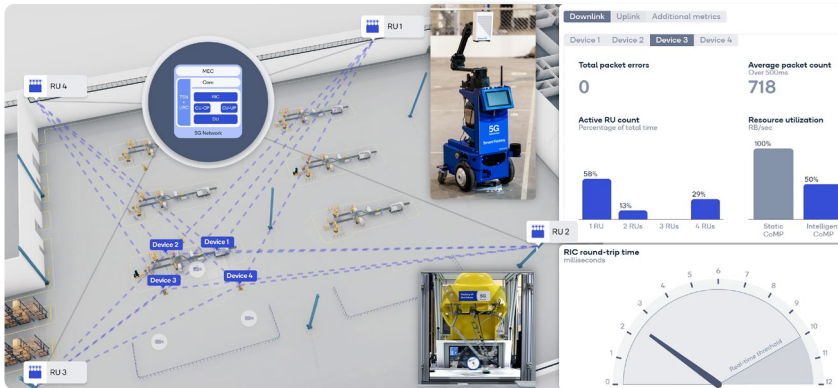 RU 1
RU 4
MEC
Core
RIC
CU-CP
CU-UP
DU
5G Network
5G
RU 2
Device 2
Device 1
Device 3
Device 4
5G
RU 3
Downlink
Uplink
Additional metrics
Device 1
Device 2
Device 3
Device 4
Total packet errors
0
Average packet count
Over 500ms
718
Active RU count
Percentage of total time
58%
13%
29%
1 RU
2 RUs
3 RUs
4 RUs
Resource utilization
RB/sec
100%
50%
Static
CoMP
Intelligent
CoMP
RIC round-trip time
milliseconds
0
1
2
3
4
5
6
7
8
9
10
11
12
Real-time threshold